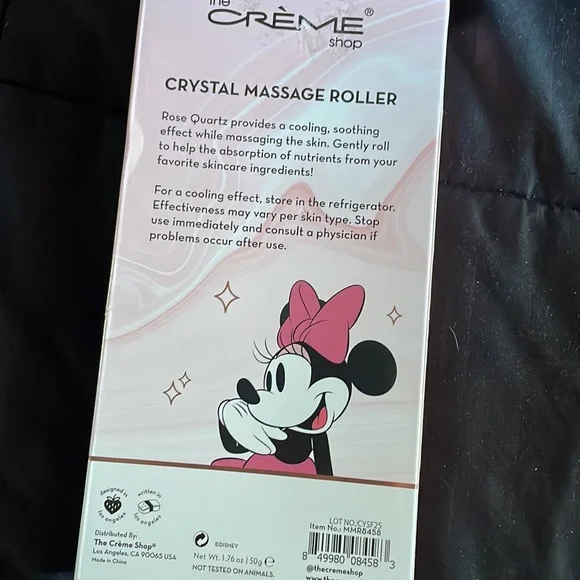 the
CRÈME®
shop
CRYSTAL MASSAGE ROLLER
Rose Quartz provides a cooling, soothing
effect while massaging the skin. Gently roll
to help the absorption of nutrients from your
favorite skincare ingredients!
For a cooling effect, store in the refrigerator.
Effectiveness may vary per skin type. Stop
use immediately and consult a physician if
problems occur after use.
designed in
los angeles
written in
los angeles
Distributed By:
The Crème Shop®
Los Angeles, CA 90065 USA
Made in China
©DISNEY
Net Wt. 1.76 oz | 50g e
NOT TESTED ON ANIMALS.
LOT NO.:CYSF25
Item No.: MMR8458
8 49980 08458 3
@thecremeshop